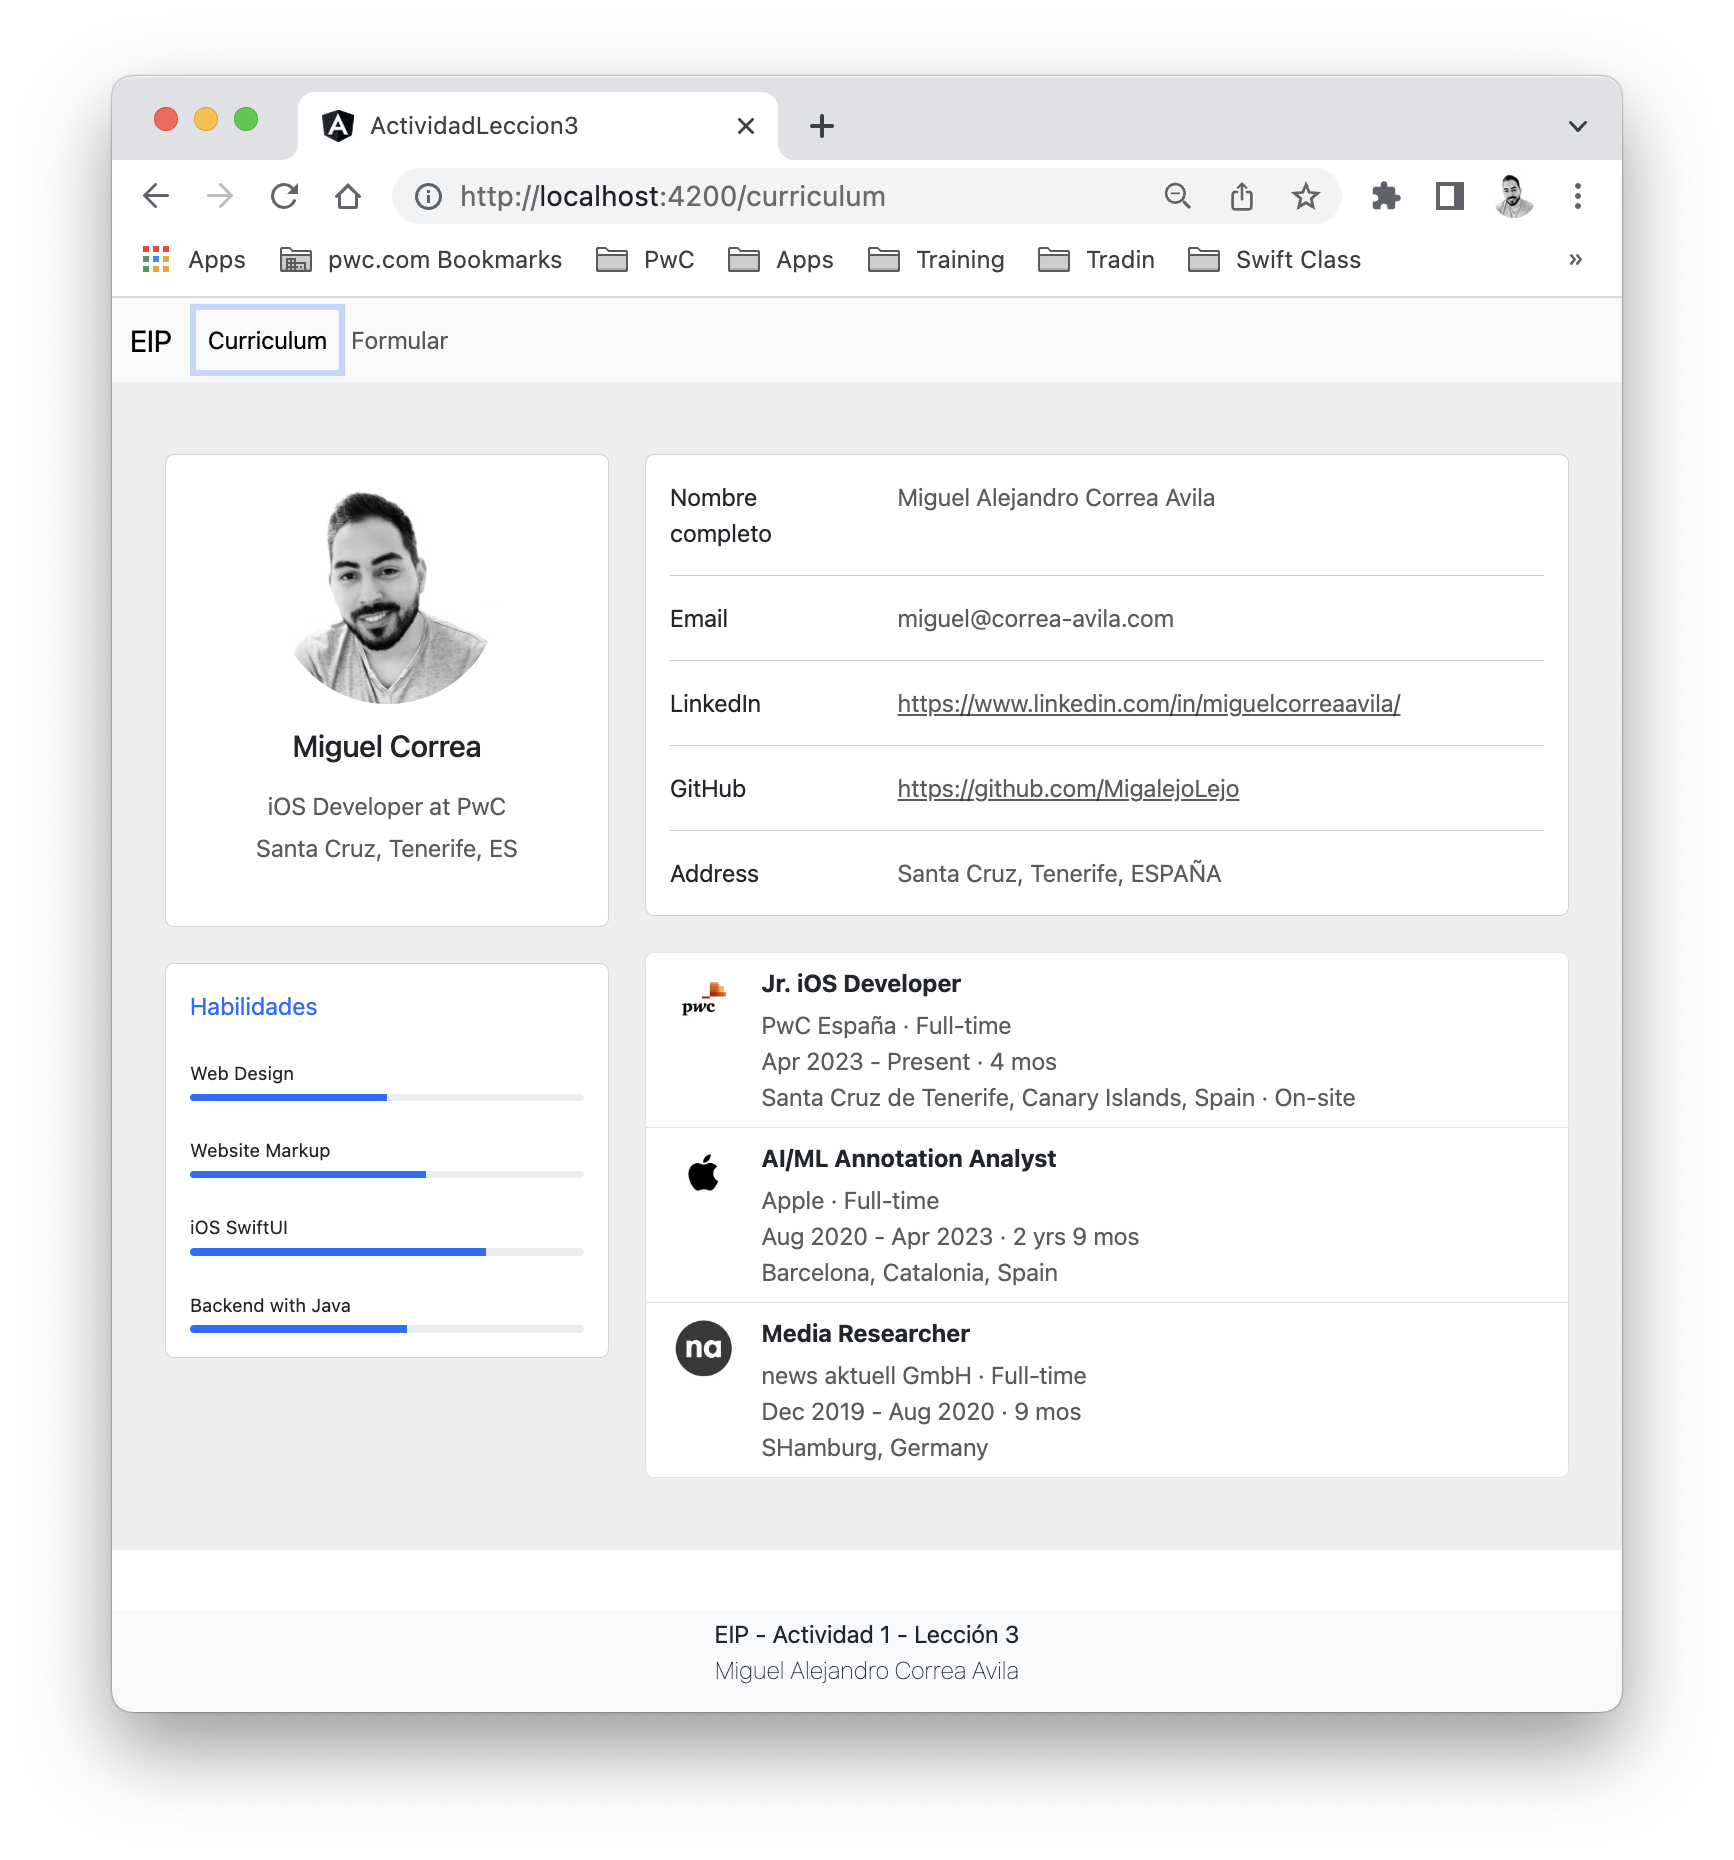 ActividadLeccion3
http://localhost:4200/curriculum
Apps pwc.com Bookmarks PwC Apps Training Tradin Swift Class »
EIP Curriculum Formular
Miguel Correa
iOS Developer at PwC
Santa Cruz, Tenerife, ES
Habilidades
Web Design
Website Markup
iOS SwiftUI
Backend with Java
Nombre completo
Miguel Alejandro Correa Avila
Email
miguel@correa-avila.com
LinkedIn
https://www.linkedin.com/in/miguelcorreaavila/
GitHub
https://github.com/MigalejoLejo
Address
Santa Cruz, Tenerife, ESPAÑA
pwc
Jr. iOS Developer
PwC España · Full-time
Apr 2023 - Present · 4 mos
Santa Cruz de Tenerife, Canary Islands, Spain · On-site
AI/ML Annotation Analyst
Apple · Full-time
Aug 2020 - Apr 2023 · 2 yrs 9 mos
Barcelona, Catalonia, Spain
na
Media Researcher
news aktuell GmbH · Full-time
Dec 2019 - Aug 2020 · 9 mos
SHamburg, Germany
EIP - Actividad 1 - Lección 3
Miguel Alejandro Correa Avila